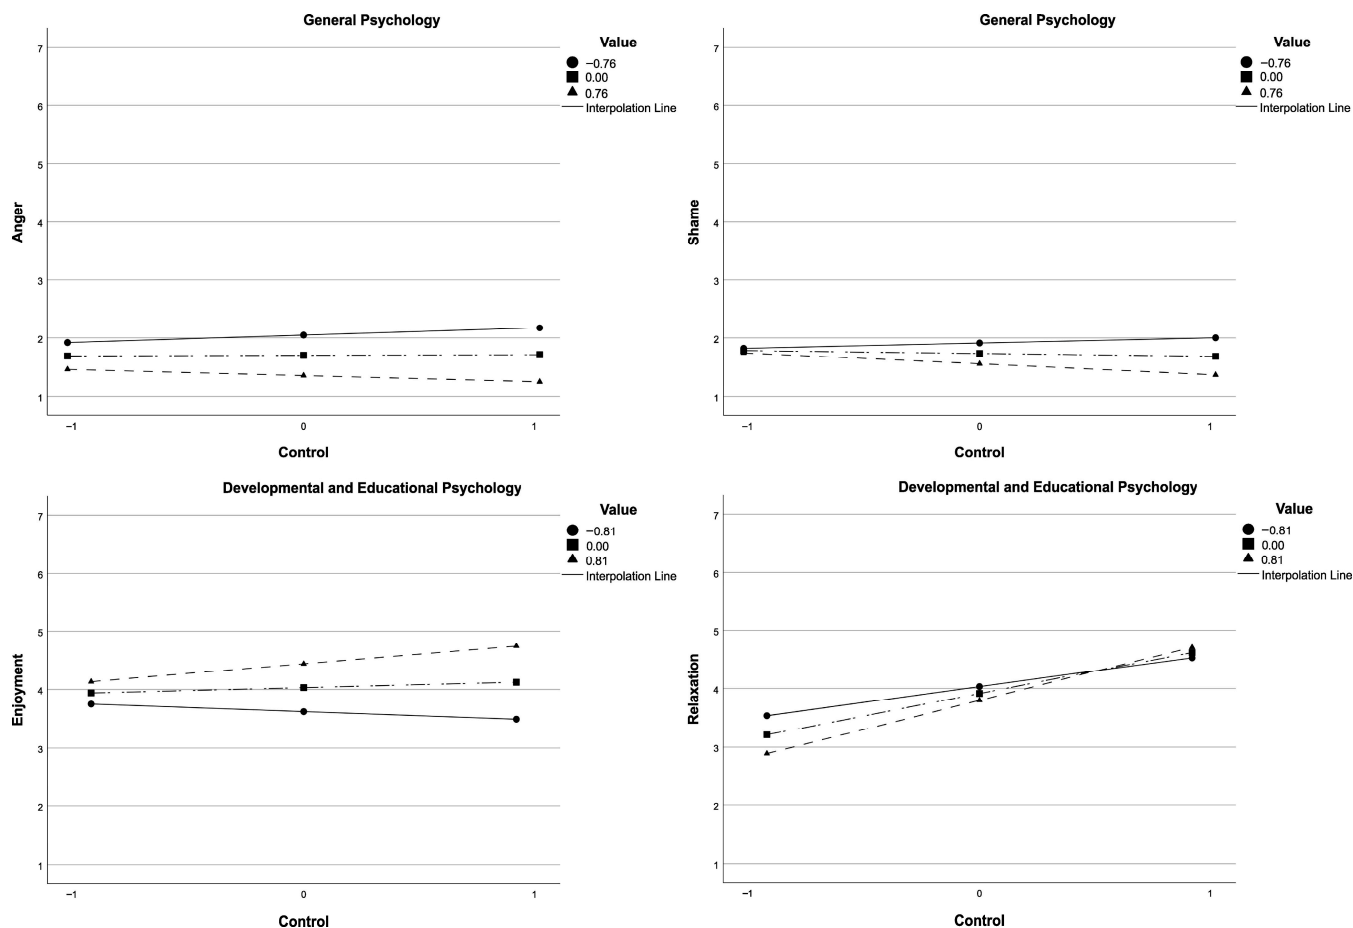 General Psychology
Value
−0.76
0.00
0.76
Interpolation Line
7
6
5
4
3
2
1
Anger
−1
0
1
Control
General Psychology
Value
−0.76
0.00
0.76
Interpolation Line
7
6
5
4
3
2
1
Shame
−1
0
1
Control
Developmental and Educational Psychology
Value
−0.81
0.00
0.81
Interpolation Line
7
6
5
4
3
2
1
Enjoyment
−1
0
1
Control
Developmental and Educational Psychology
Value
−0.81
0.00
0.81
Interpolation Line
7
6
5
4
3
2
1
Relaxation
−1
0
1
Control